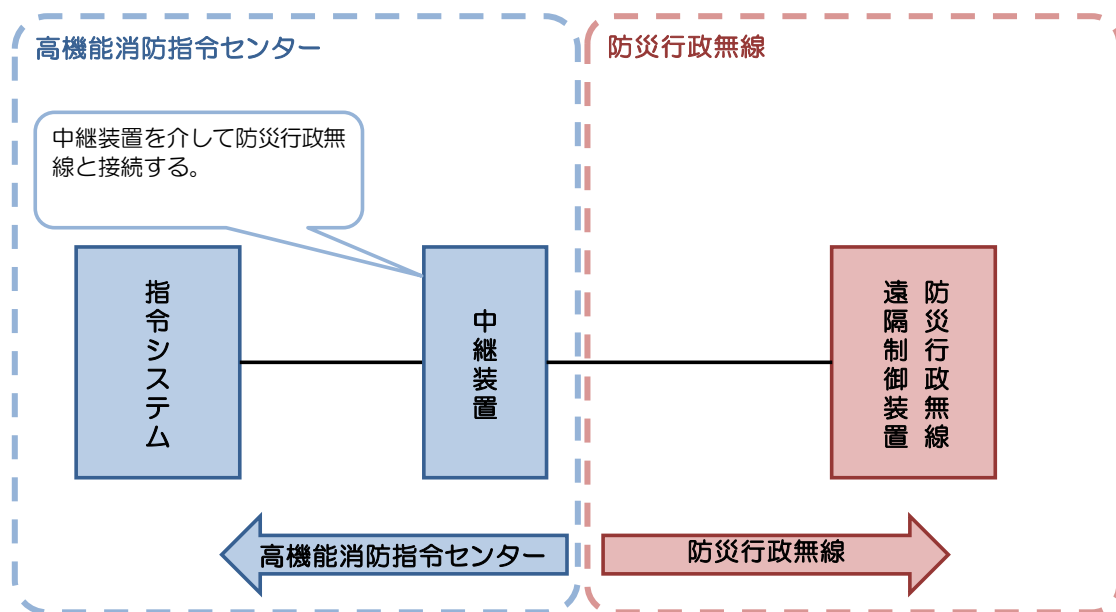 高機能消防指令センター
防災行政無線
中継装置を介して防災行政無
線と接続する。
指令システム
中継装置
防災行政無線
遠隔制御装置
高機能消防指令センター
防災行政無線